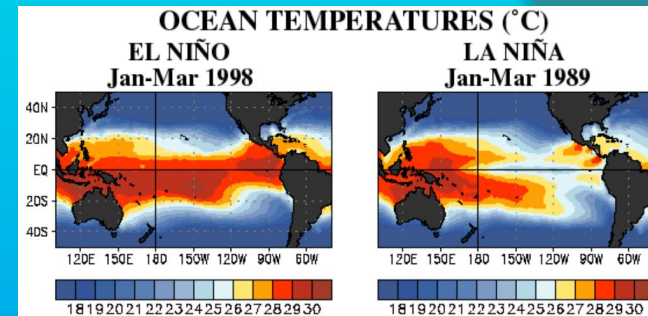 OCEAN TEMPERATURES (˚C)
EL NIÑO
Jan-Mar 1998
LA NIÑA
Jan-Mar 1989
40N
20N
EQ
20S
40S
120E 150E 180 150W 120W 90W 60W
120E 150E 180 150W 120W 90W 60W
18 19 20 21 22 23 24 25 26 27 28 29 30
18 19 20 21 22 23 24 25 26 27 28 29 30